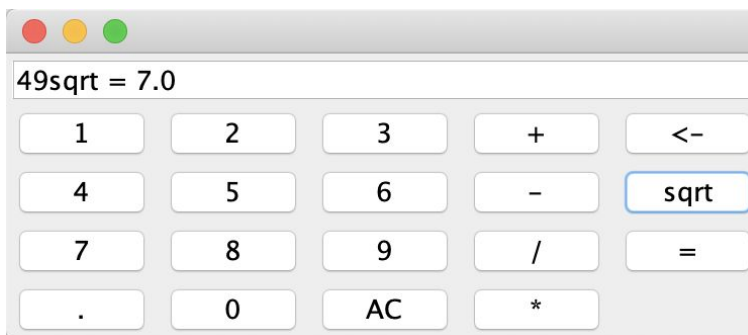 49sqrt = 7.0
1 2 3 + <-
4 5 6 - sqrt
7 8 9 / =
. 0 AC *